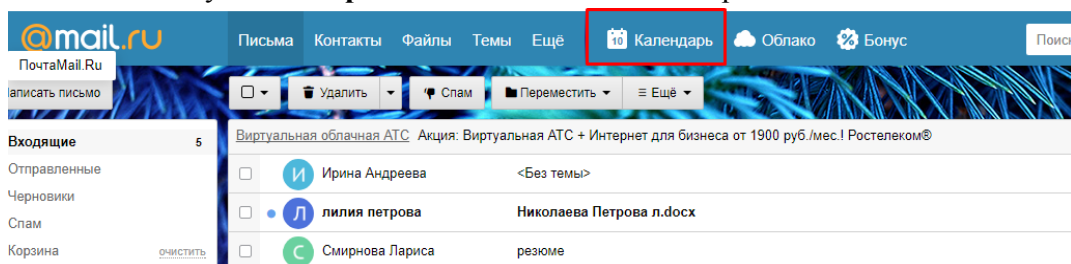 @mail.ru Письма Контакты Файлы Темы Ещё 10 Календарь Облако Бонус Поиск
ПочтаMail.Ru
Написать письмо Удалить Спам Переместить Ещё
Виртуальная облачная АТС Акция: Виртуальная АТС + Интернет для бизнеса от 1900 руб./мес.! Ростелеком®
Входящие 5
И Ирина Андреева <Без темы>
Отправленные
Черновики
Л лилия петрова Николаева Петрова л.docx
Спам
Корзина очистить
С Смирнова Лариса резюме